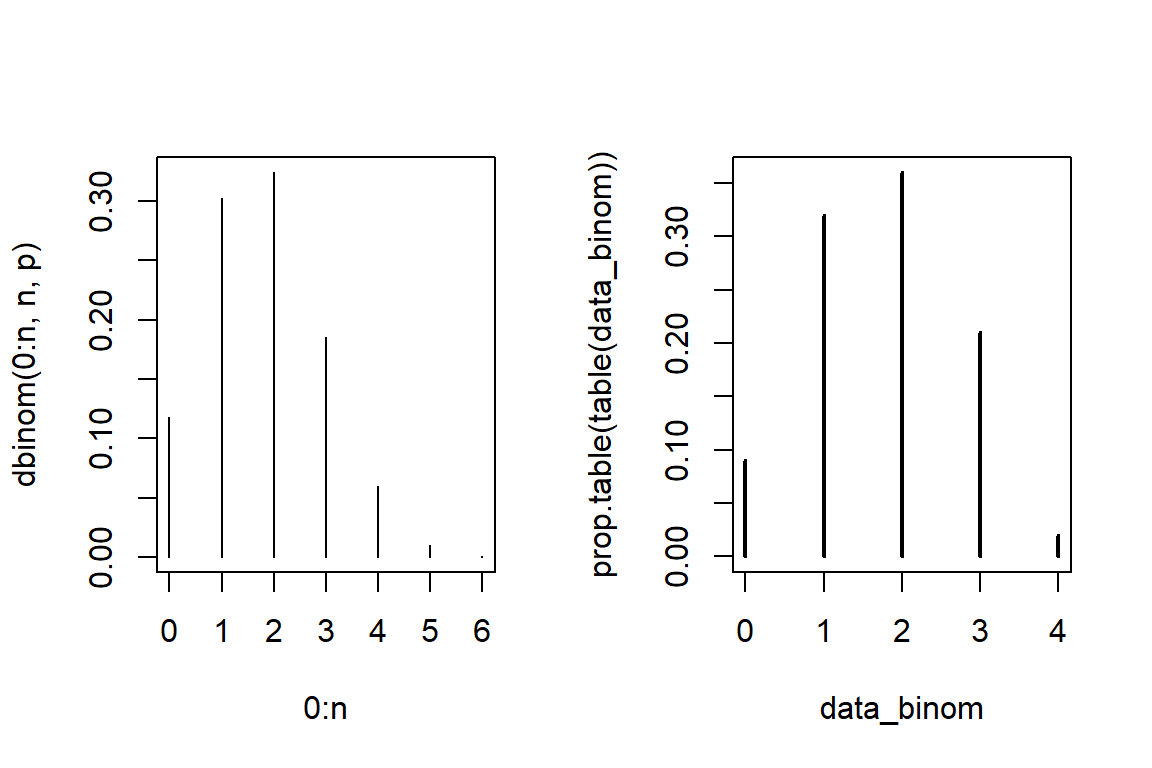 dbinom(0:n, n, p)
0.30
0.20
0.10
0.00
0 1 2 3 4 5 6
0:n
prop.table(table(data_binom))
0.30
0.20
0.10
0.00
0 1 2 3 4
data_binom